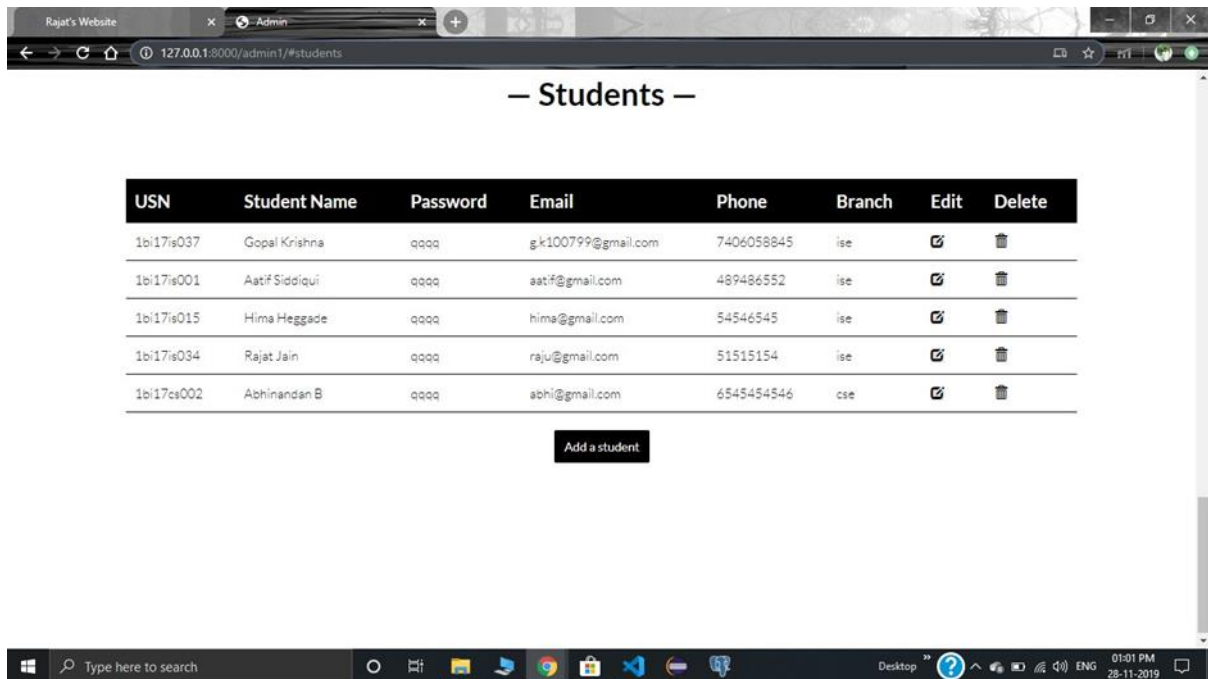 Rajat's Website
Admin
127.0.0.1:8000/admin1/#students
— Students —
USN Student Name Password Email Phone Branch Edit Delete
1bi17is037 Gopal Krishna qqqq g.k100799@gmail.com 7406058845 ise
1bi17is001 Aatif Siddiqui qqqq aatif@gmail.com 489486552 ise
1bi17is015 Hima Heggade qqqq hima@gmail.com 54546545 ise
1bi17is034 Rajat Jain qqqq raju@gmail.com 51515154 ise
1bi17cs002 Abhinandan B qqqq abhi@gmail.com 6545454546 cse
Add a student
Type here to search
Desktop
ENG
01:01 PM
28-11-2019